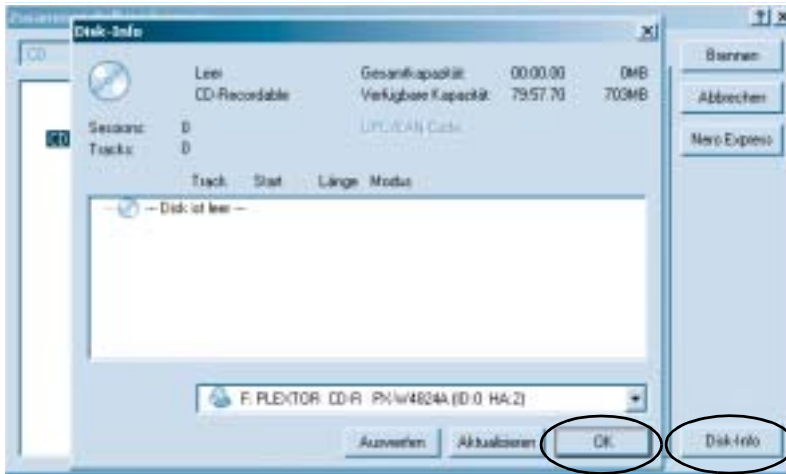 Disk-Info
CD
Brennen
Leer Gesamtkapazität: 00:00.00 0MB
CD-Recordable Verfügbare Kapazität: 79:57.70 703MB
Abbrechen
Sessions: 0 UPC/EAN Code:
CD
Tracks: 0
Nero Express
Track Start Länge Modus
--- Disk ist leer ---
F: PLEXTOR CD-R PX-W4824A (ID:0 HA:2)
Auswerfen Aktualisieren OK Disk-Info